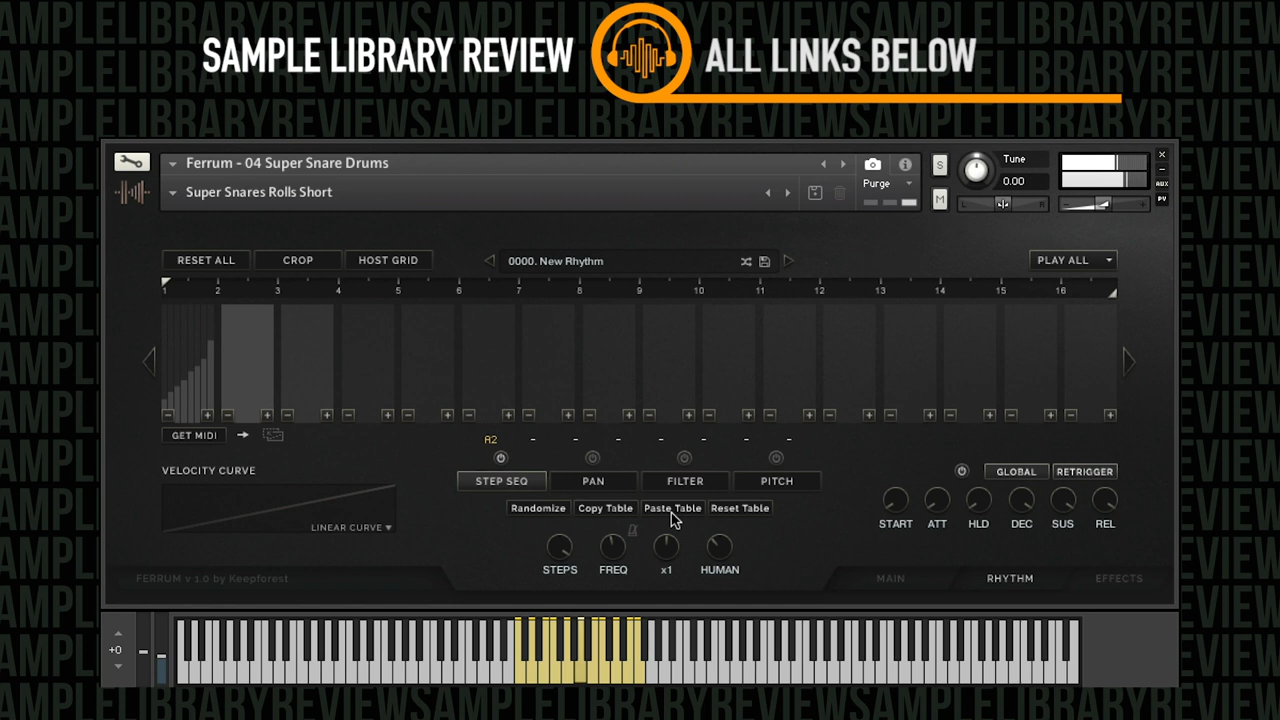 SAMPLE LIBRARY REVIEW ALL LINKS BELOW
Ferrum - 04 Super Snare Drums
Super Snares Rolls Short
Purge
S
M
Tune
0.00
L R
- +
AUX
PV
RESET ALL CROP HOST GRID 0000. New Rhythm PLAY ALL
1 2 3 4 5 6 7 8 9 10 11 12 13 14 15 16
GET MIDI
A2 - - - - - - -
VELOCITY CURVE
LINEAR CURVE
STEP SEQ PAN FILTER PITCH
Randomize Copy Table Paste Table Reset Table
STEPS FREQ x1 HUMAN
GLOBAL RETRIGGER
START ATT HLD DEC SUS REL
FERRUM v 1.0 by Keepforest
MAIN RHYTHM EFFECTS
+0